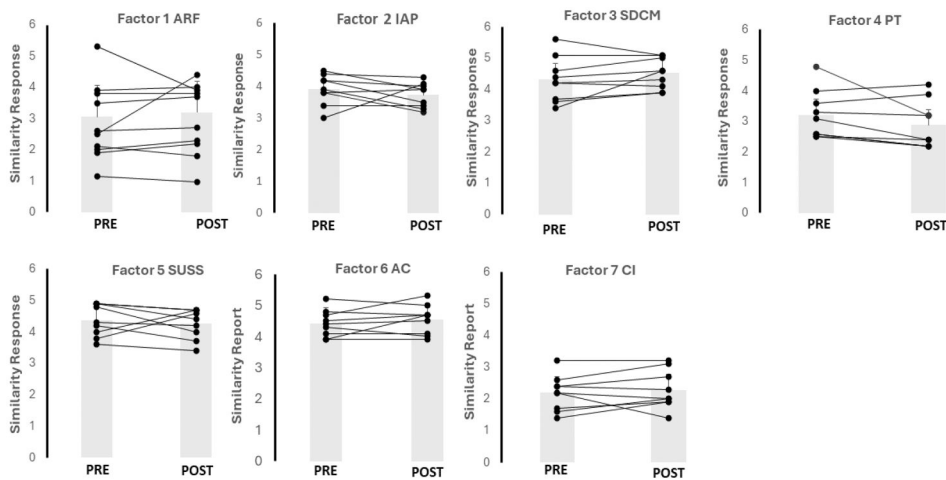 Factor 1 ARF
Similarity Response
6
5
4
3
2
1
0
PRE
POST
Factor 2 IAP
Similarity Response
6
5
4
3
2
1
0
PRE
POST
Factor 3 SDCM
Similarity Response
6
5
4
3
2
1
0
PRE
POST
Factor 4 PT
Similarity Response
6
5
4
3
2
1
0
PRE
POST
Factor 5 SUSS
Similarity Response
6
5
4
3
2
1
0
PRE
POST
Factor 6 AC
Similarity Report
6
5
4
3
2
1
0
PRE
POST
Factor 7 CI
Similarity Report
6
5
4
3
2
1
0
PRE
POST